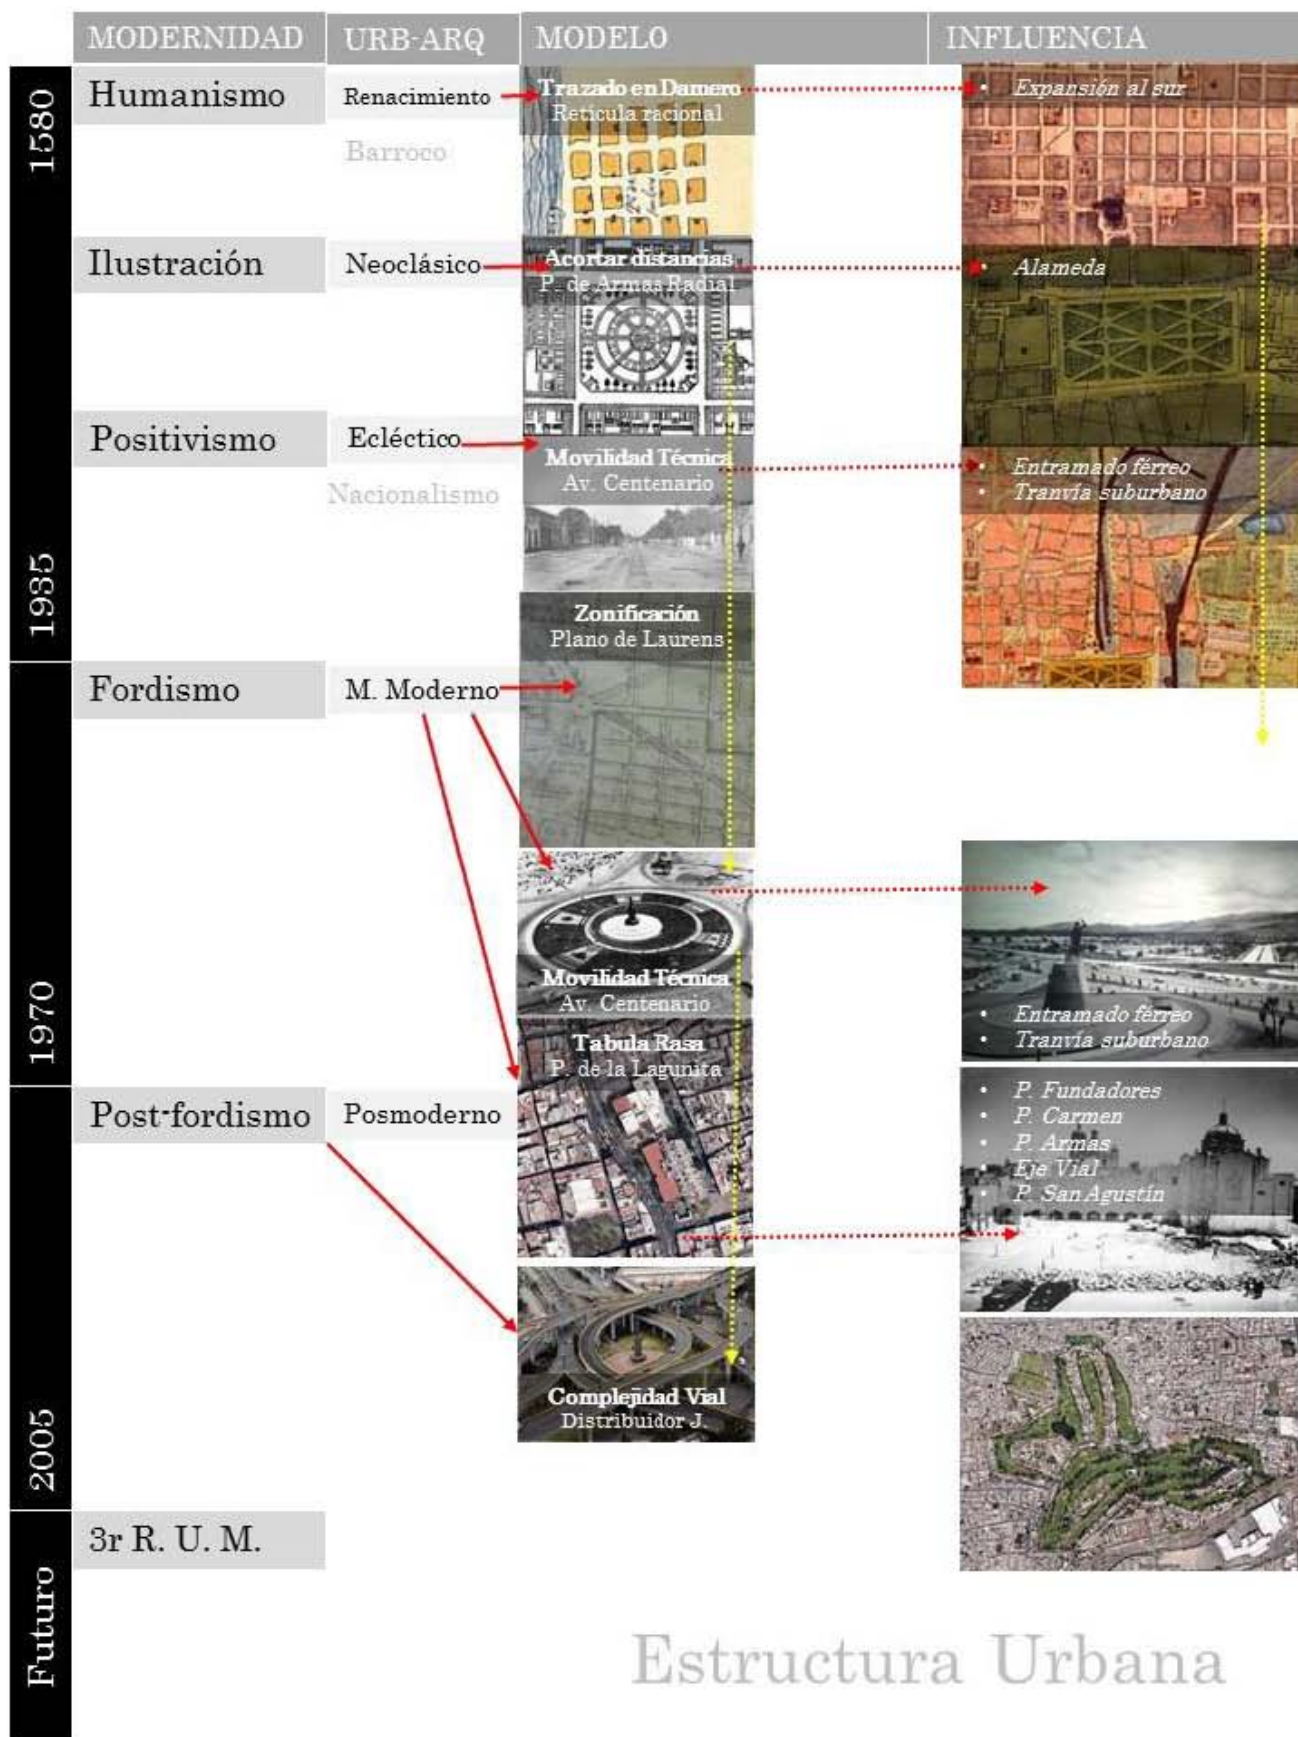 MODERNIDAD
URB-ARQ
MODELO
INFLUENCIA
1580
Humanismo
Renacimiento
Trazado en Damero
Retícula racional
• Expansión al sur
Barroco
Ilustración
Neoclásico
Acortar distancias
P. de Armas Radial
• Alameda
Positivismo
Ecléctico
Movilidad Técnica
Av. Centenario
• Entramado férreo
• Tranvía suburbano
Nacionalismo
1935
Zonificación
Plano de Laurens
Fordismo
M. Moderno
1970
Movilidad Técnica
Av. Centenario
• Entramado férreo
• Tranvía suburbano
Tabula Rasa
P. de la Lagunita
Post-fordismo
Posmoderno
• P. Fundadores
• P. Carmen
• P. Armas
• Eje Vial
• P. San Agustín
Complejidad Vial
Distribuidor J.
2005
3r R. U. M.
Futuro
Estructura Urbana